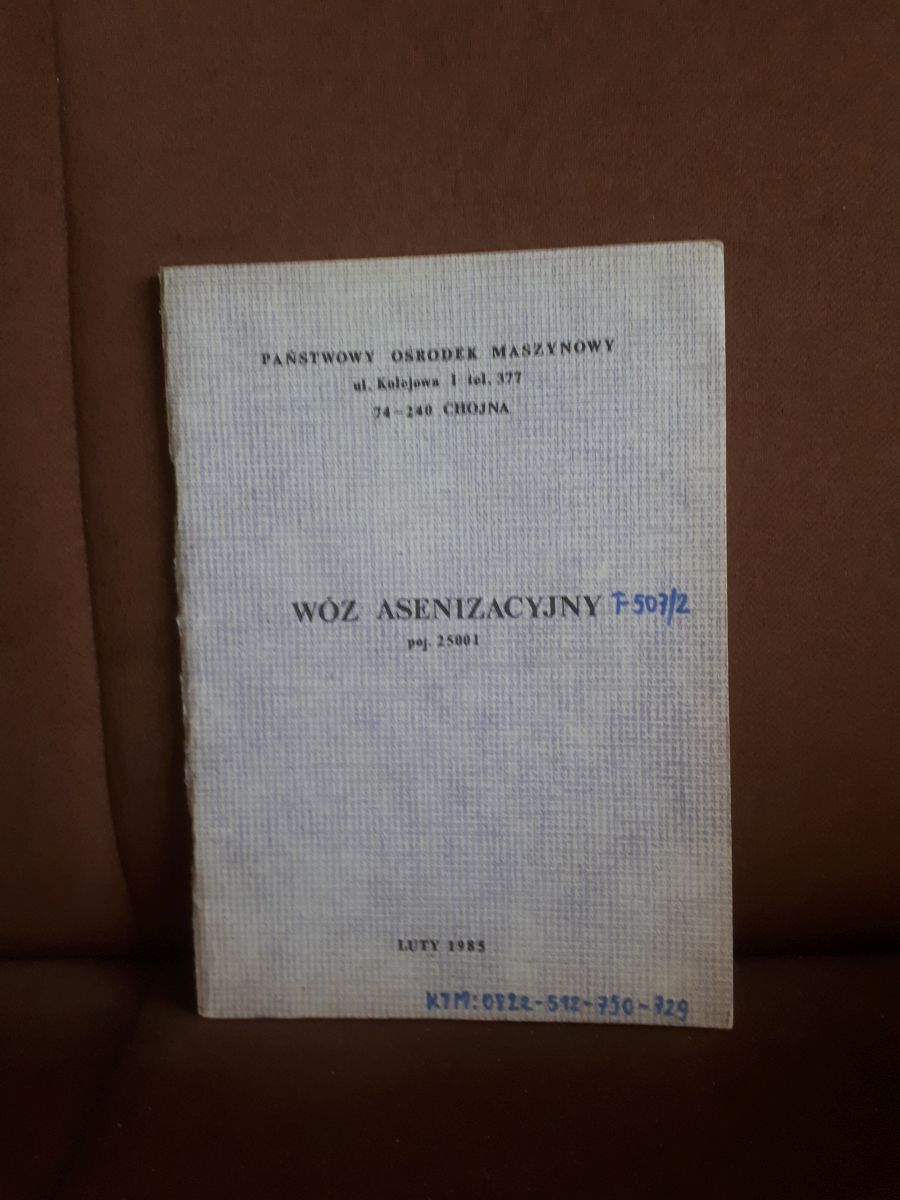 PAŃSTWOWY OŚRODEK MASZYNOWY
ul. Kolejowa 1 tel. 377
74-240 CHOJNA
WÓZ ASENIZACYJNY T-507/2
poj. 2500 l
LUTY 1985
KTM: 0822-512-750-729